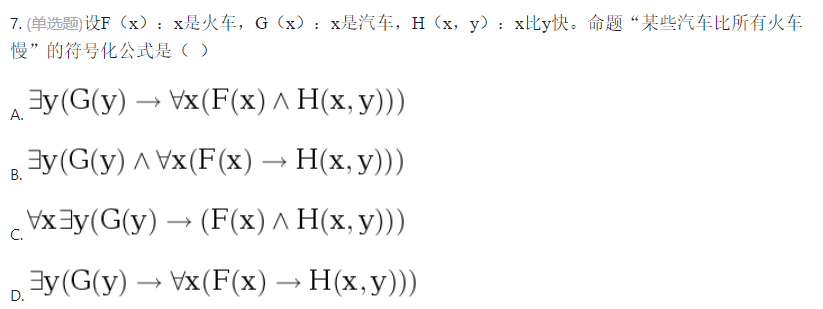 7. (单选题)设F（x）：x是火车，G（x）：x是汽车，H（x，y）：x比y快。命题“某些汽车比所有火车
慢”的符号化公式是（ ）
A. ∃y(G(y) → ∀x(F(x) ∧ H(x, y)))
B. ∃y(G(y) ∧ ∀x(F(x) → H(x, y)))
C. ∀x∃y(G(y) → (F(x) ∧ H(x, y)))
D. ∃y(G(y) → ∀x(F(x) → H(x, y)))